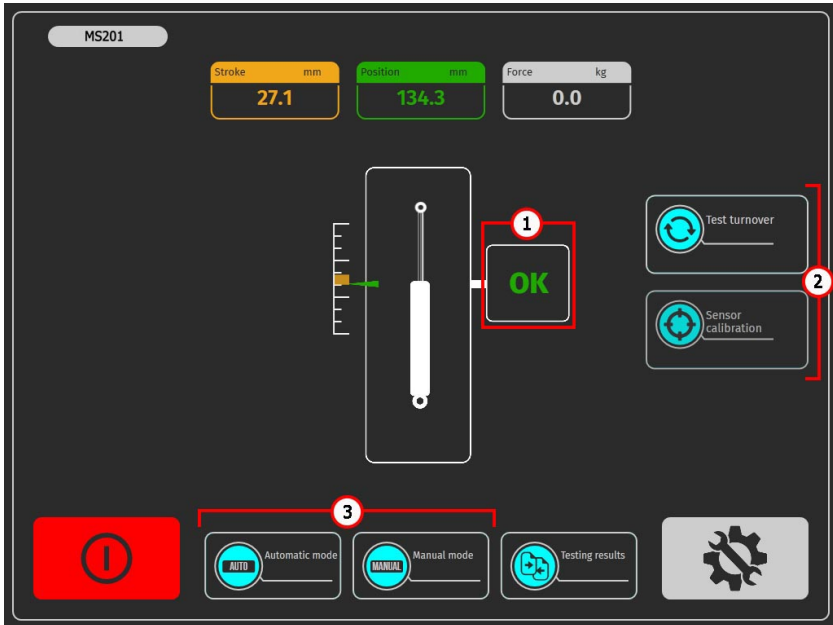 MS201
Stroke mm
27.1
Position mm
134.3
Force kg
0.0
1
OK
Test turnover
2
Sensor
calibration
3
AUTO
Automatic mode
MANUAL
Manual mode
Testing results